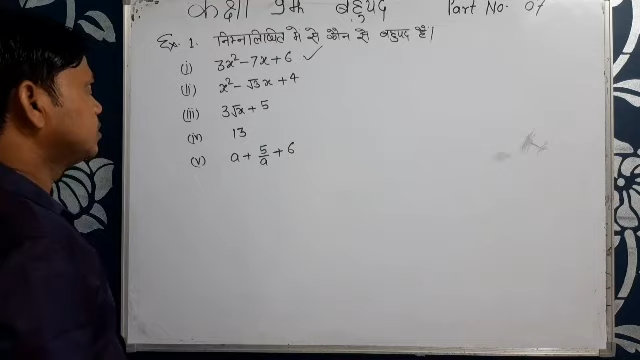 कक्षा 9th बहुपद Part No. 07
Ex. 1. निम्नलिखित में से कौन से बहुपद हैं।
(i) 3x² - 7x + 6 ✓
(ii) x² - √3x + 4
(iii) 3√x + 5
(iv) 13
(v) a + 5/a + 6